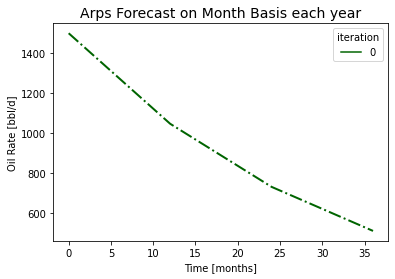 Arps Forecast on Month Basis each year
iteration
0
1400
1200
1000
800
600
Oil Rate [bbl/d]
0 5 10 15 20 25 30 35
Time [months]